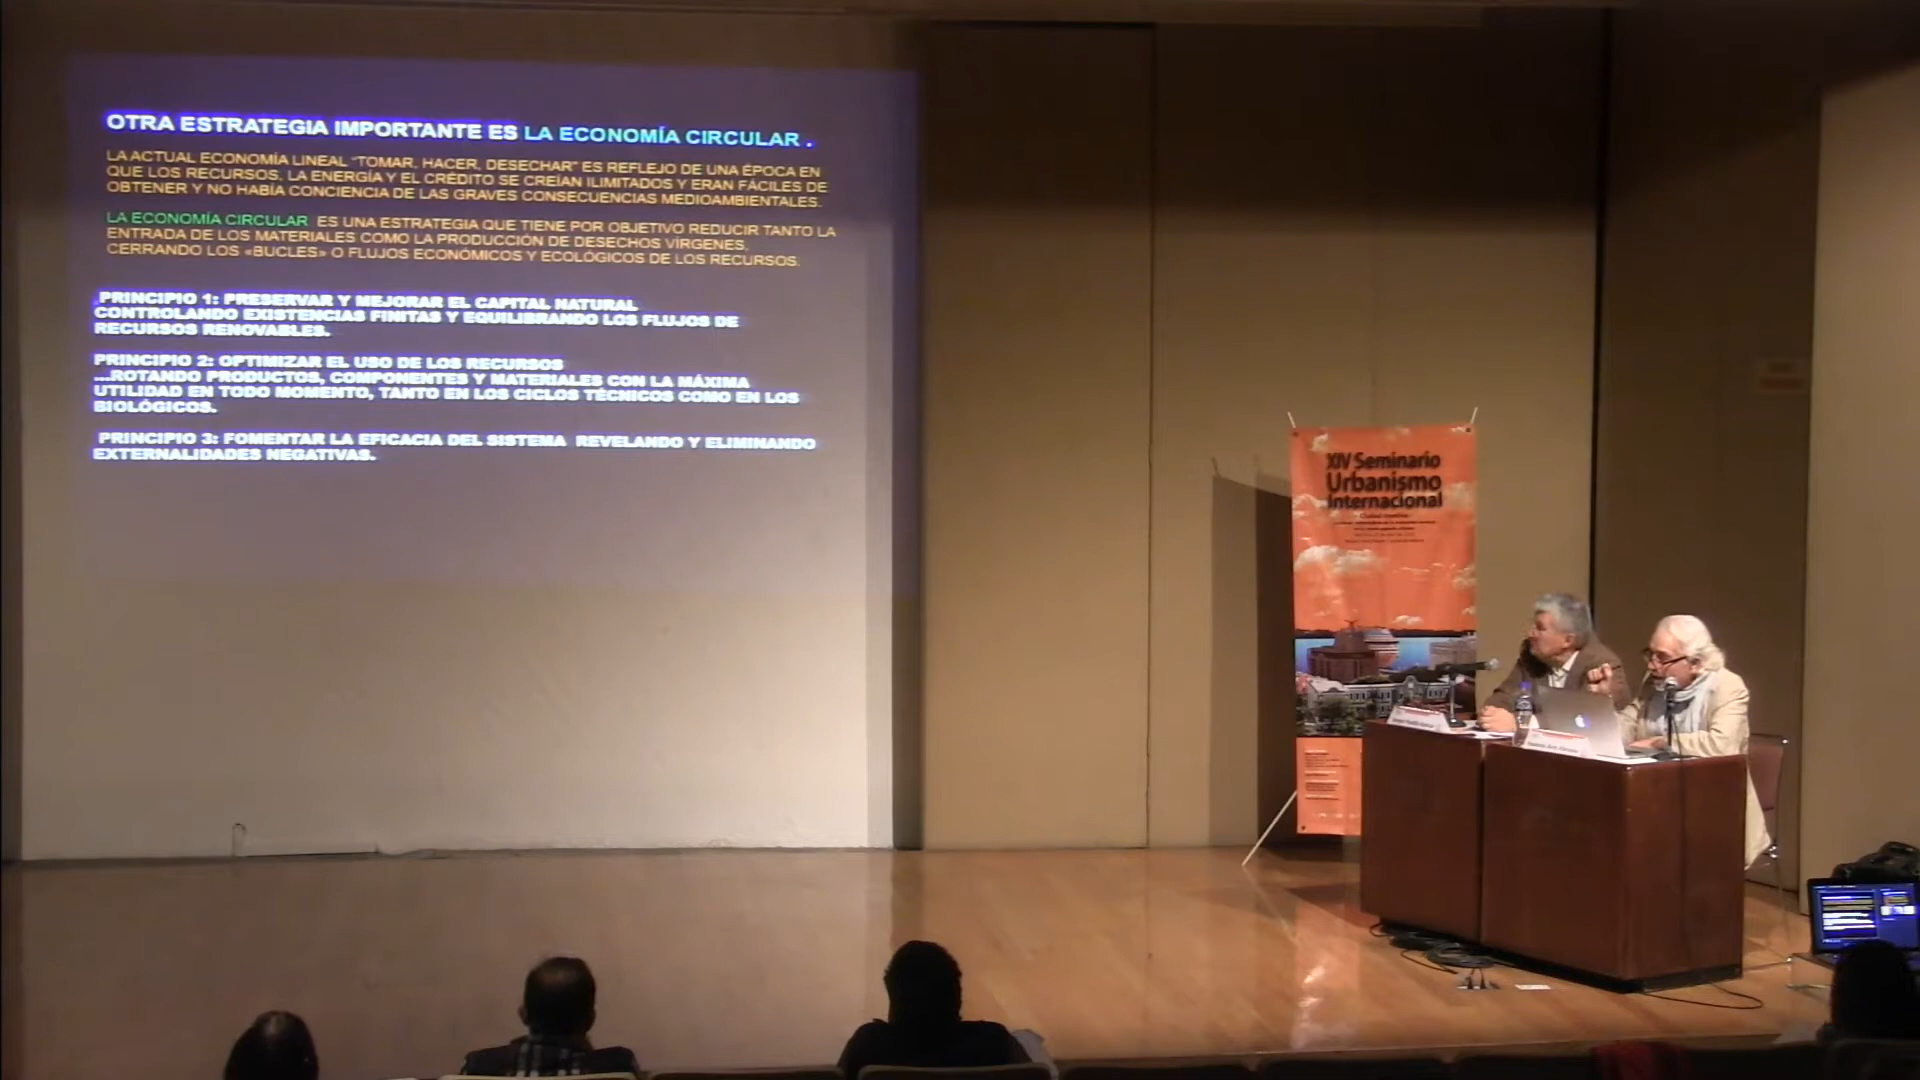 OTRA ESTRATEGIA IMPORTANTE ES LA ECONOMÍA CIRCULAR .
LA ACTUAL ECONOMÍA LINEAL "TOMAR, HACER, DESECHAR" ES REFLEJO DE UNA ÉPOCA EN
QUE LOS RECURSOS, LA ENERGÍA Y EL CRÉDITO SE CREÍAN ILIMITADOS Y ERAN FÁCILES DE
OBTENER Y NO HABÍA CONCIENCIA DE LAS GRAVES CONSECUENCIAS MEDIOAMBIENTALES.
LA ECONOMÍA CIRCULAR ES UNA ESTRATEGIA QUE TIENE POR OBJETIVO REDUCIR TANTO LA
ENTRADA DE LOS MATERIALES COMO LA PRODUCCIÓN DE DESECHOS VÍRGENES,
CERRANDO LOS «BUCLES» O FLUJOS ECONÓMICOS Y ECOLÓGICOS DE LOS RECURSOS.
PRINCIPIO 1: PRESERVAR Y MEJORAR EL CAPITAL NATURAL
CONTROLANDO EXISTENCIAS FINITAS Y EQUILIBRANDO LOS FLUJOS DE
RECURSOS RENOVABLES.
PRINCIPIO 2: OPTIMIZAR EL USO DE LOS RECURSOS
...ROTANDO PRODUCTOS, COMPONENTES Y MATERIALES CON LA MÁXIMA
UTILIDAD EN TODO MOMENTO, TANTO EN LOS CICLOS TÉCNICOS COMO EN LOS
BIOLÓGICOS.
PRINCIPIO 3: FOMENTAR LA EFICACIA DEL SISTEMA REVELANDO Y ELIMINANDO
EXTERNALIDADES NEGATIVAS.
XIV Seminario
Urbanismo
Internacional